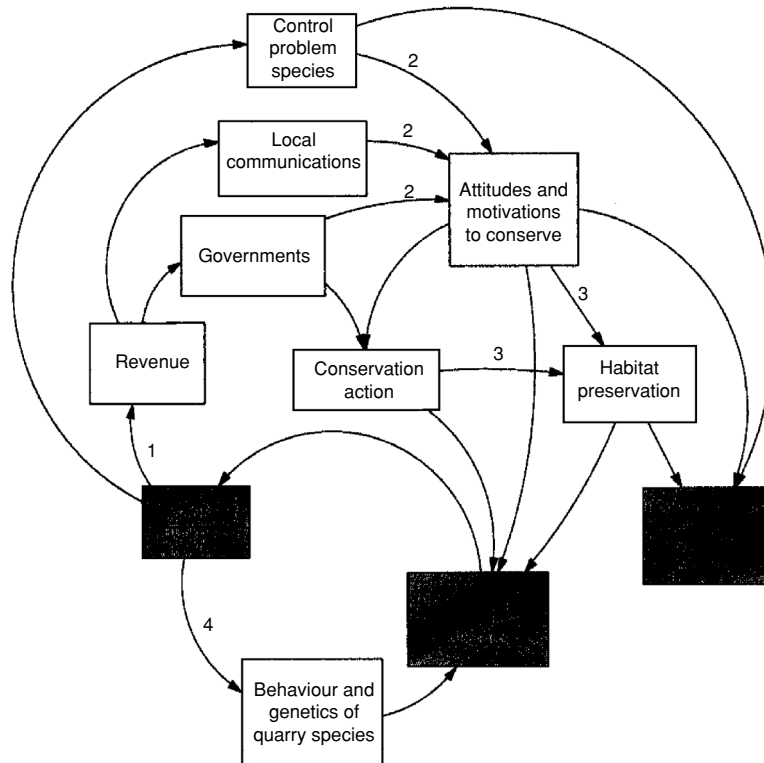 Control
problem
species
2
Local
communications
2
Attitudes and
motivations
to conserve
2
Governments
3
Revenue
Conservation
action
3
Habitat
preservation
1
4
Behaviour and
genetics of
quarry species